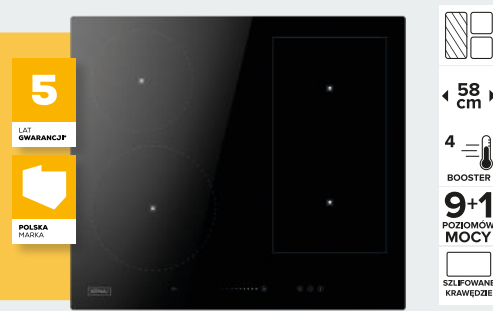 5
LAT
GWARANCJI*
POLSKA
MARKA
58
cm
4
BOOSTER
9+1
POZIOMÓW
MOCY
SZLIFOWANE
KRAWĘDZIE